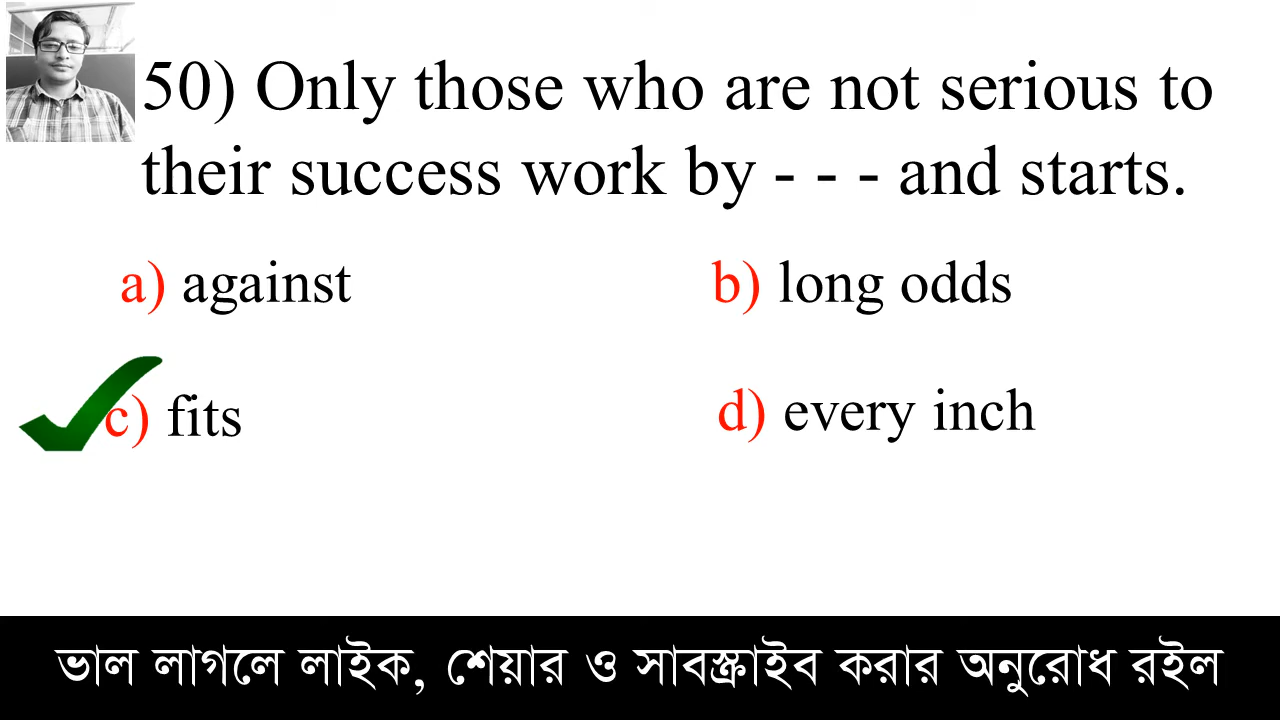 50) Only those who are not serious to
their success work by - - - and starts.
a) against
b) long odds
c) fits
d) every inch
ভাল লাগলে লাইক, শেয়ার ও সাবস্ক্রাইব করার অনুরোধ রইল